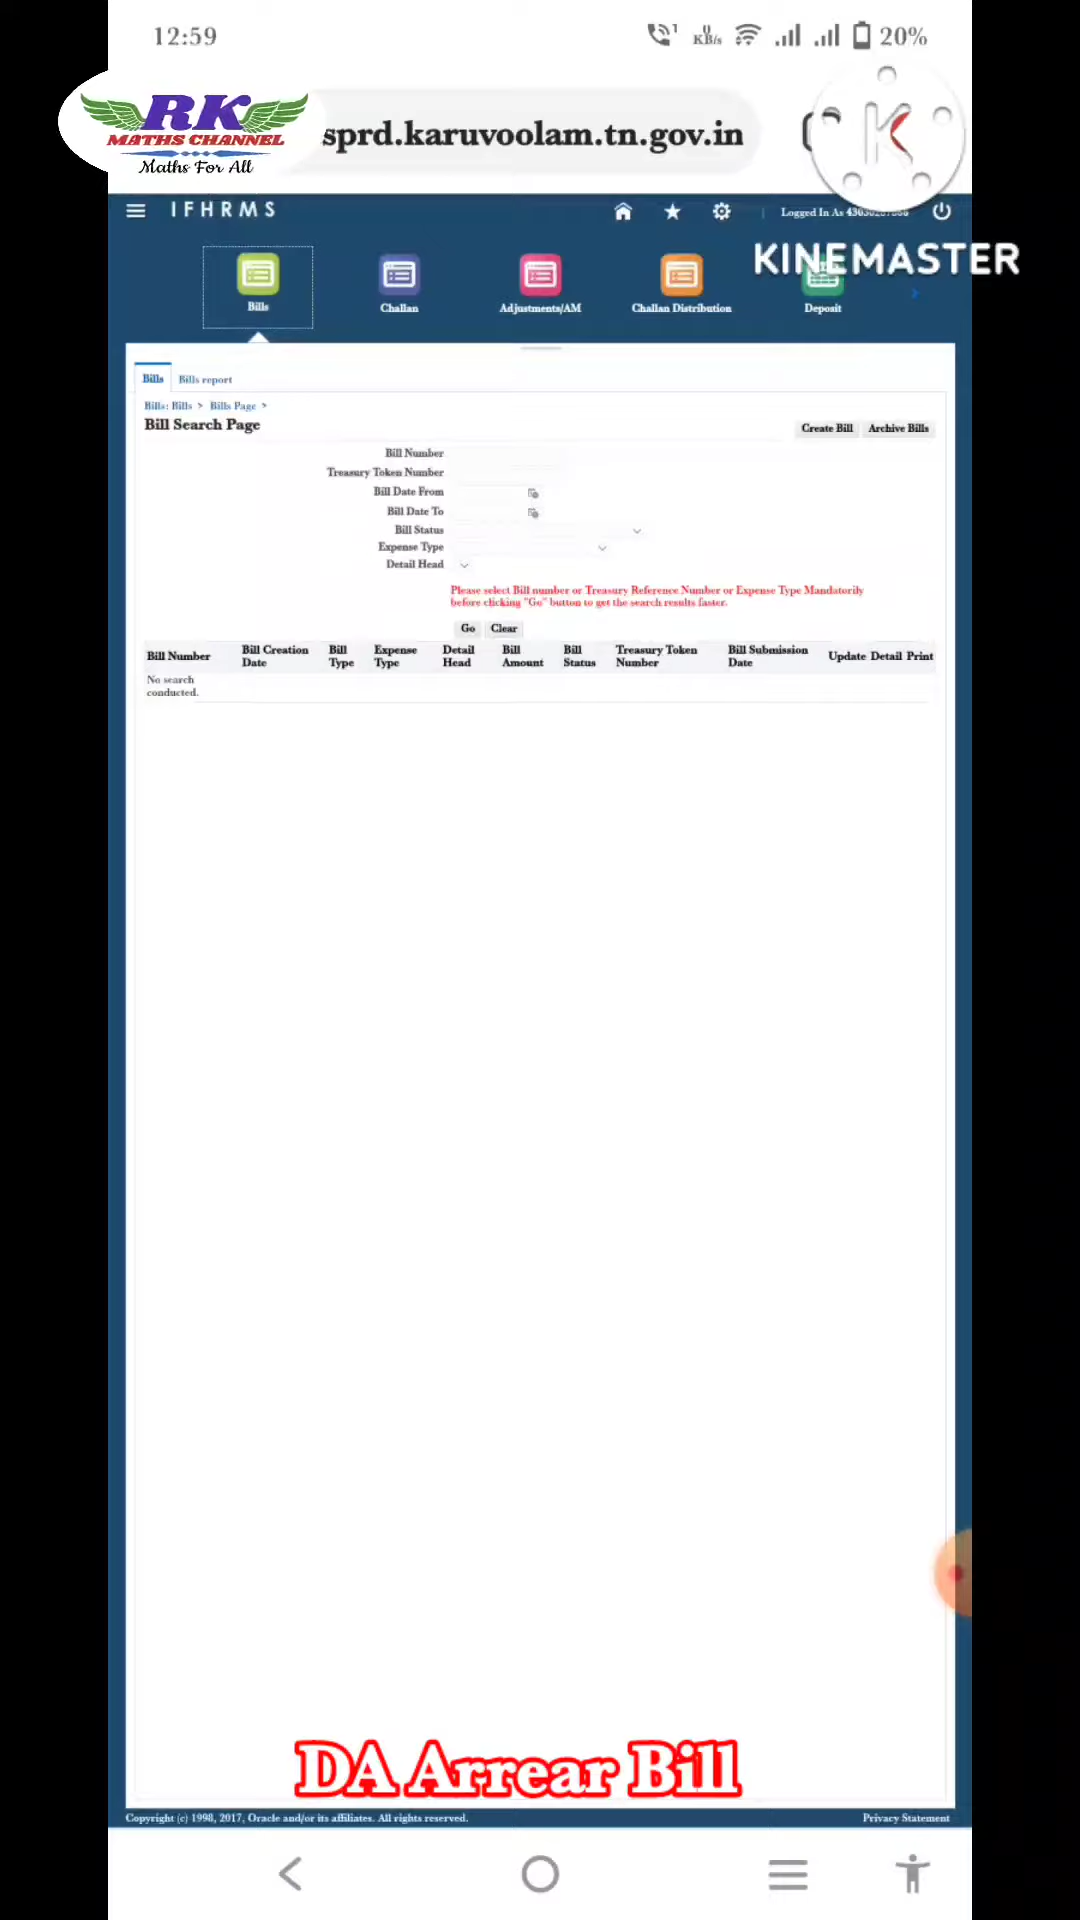 12:59
1
0
KB/s
20%
RK
MATHS CHANNEL
Maths For All
sprd.karuvoolam.tn.gov.in
K
IFHRMS
Logged In As
KINEMASTER
Bills
Challan
Adjustments/AM
Challan Distribution
Deposit
Bills
Bills report
Bills: Bills > Bills Page >
Bill Search Page
Create Bill
Archive Bills
Bill Number
Treasury Token Number
Bill Date From
Bill Date To
Bill Status
Expense Type
Detail Head
Please select Bill number or Treasury Reference Number or Expense Type Mandatorily
before clicking "Go" button to get the search results faster.
Go
Clear
Bill Number
Bill Creation Date
Bill Type
Expense Type
Detail Head
Bill Amount
Bill Status
Treasury Token Number
Bill Submission Date
Update
Detail
Print
No search
conducted.
DA Arrear Bill
Copyright (c) 1998, 2017, Oracle and/or its affiliates. All rights reserved.
Privacy Statement